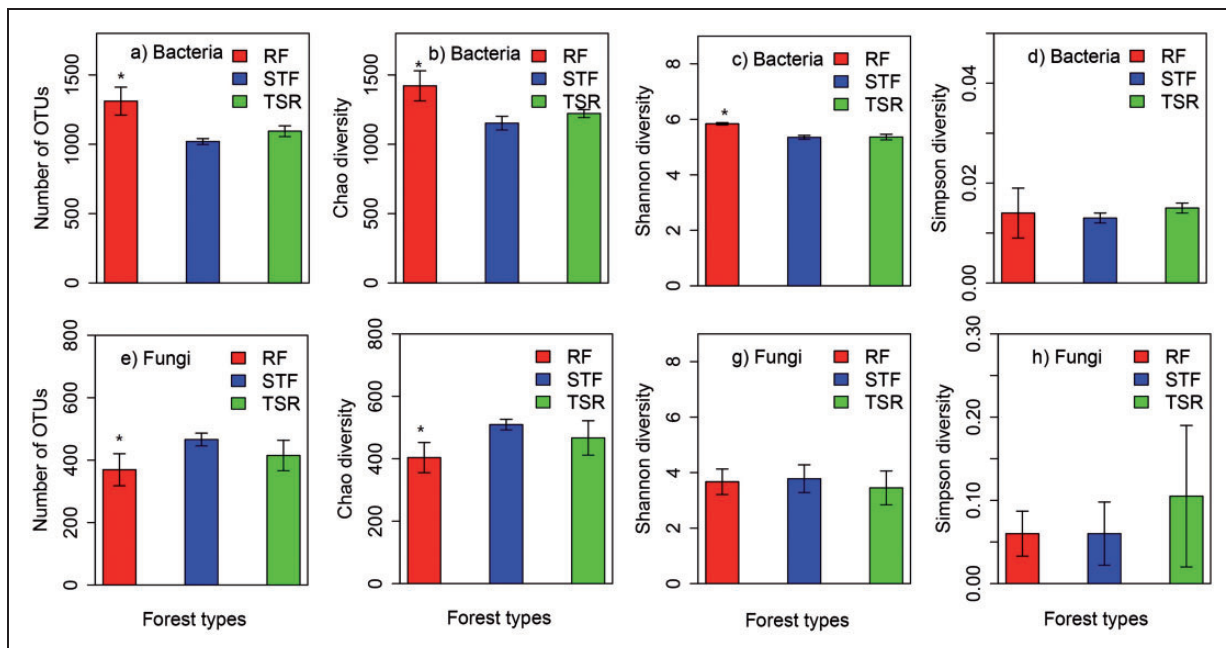 a) Bacteria
RF
STF
TSR
*
Number of OTUs
0
500
1000
1500
b) Bacteria
RF
STF
TSR
*
Chao diversity
0
500
1000
1500
c) Bacteria
RF
STF
TSR
*
Shannon diversity
0
2
4
6
8
d) Bacteria
RF
STF
TSR
Simpson diversity
0.00
0.02
0.04
e) Fungi
RF
STF
TSR
*
Number of OTUs
0
200
400
600
800
Forest types
f) Fungi
RF
STF
TSR
*
Chao diversity
0
200
400
600
800
Forest types
g) Fungi
RF
STF
TSR
Shannon diversity
0
2
4
6
8
Forest types
h) Fungi
RF
STF
TSR
Simpson diversity
0.00
0.10
0.20
0.30
Forest types